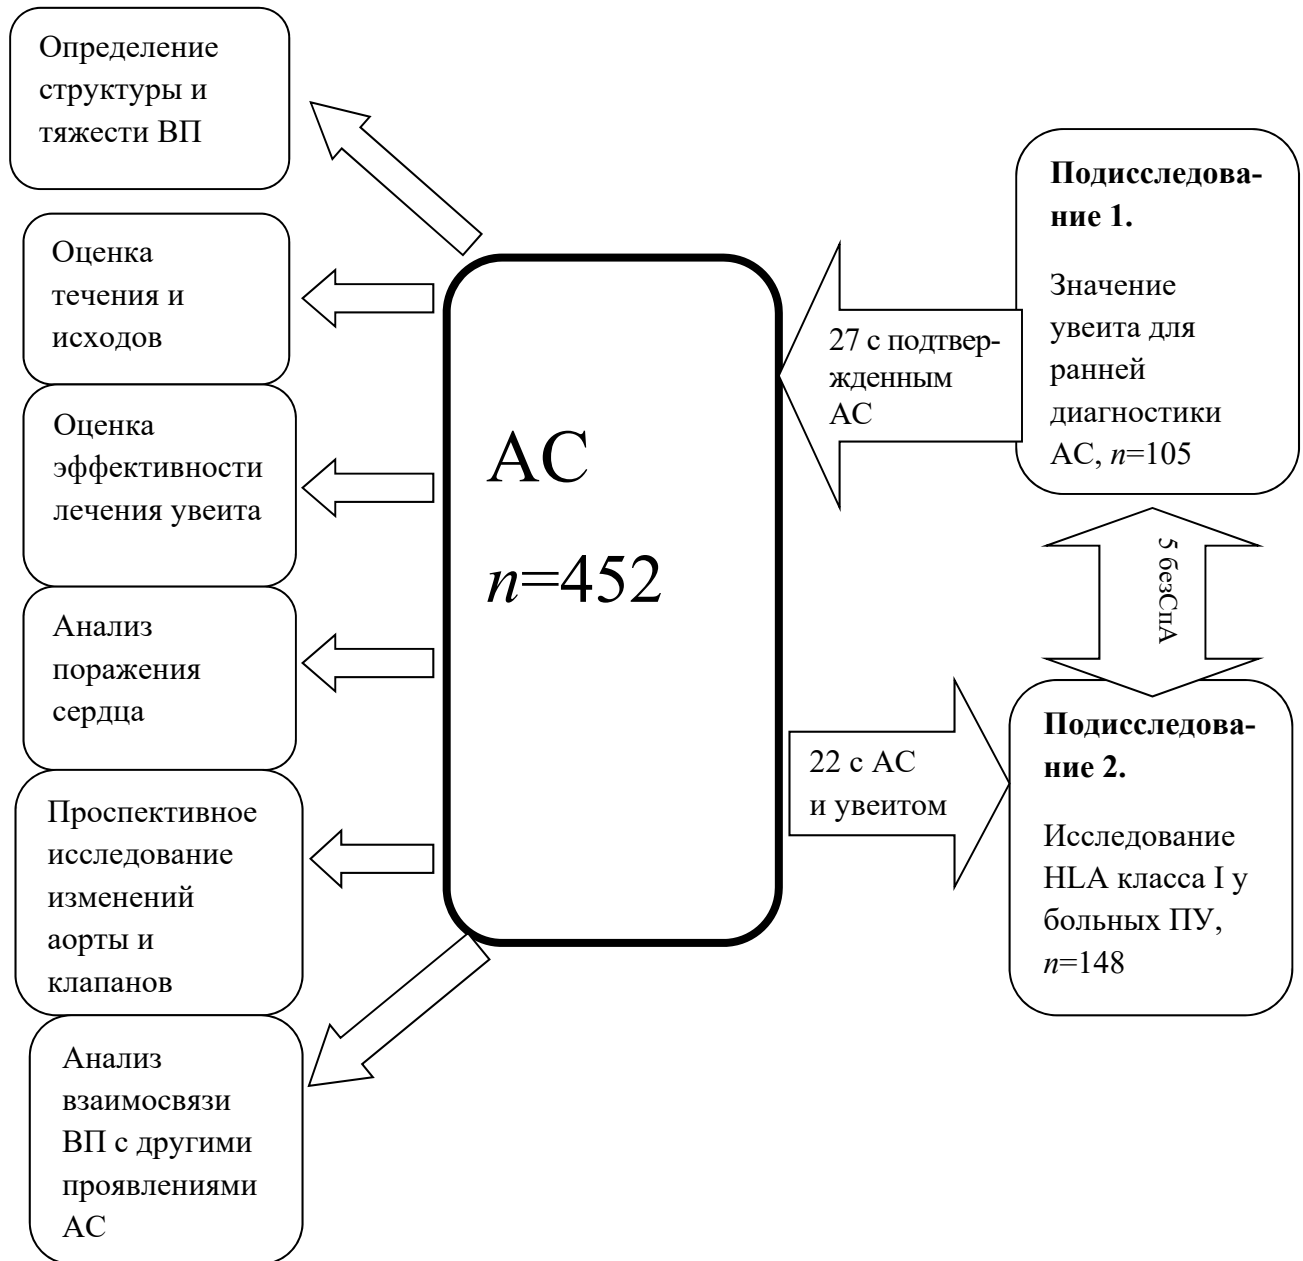 Определение
структуры и
тяжести ВП
Оценка
течения и
исходов
Оценка
эффективности
лечения увеита
Анализ
поражения
сердца
Проспективное
исследование
изменений
аорты и
клапанов
Анализ
взаимосвязи
ВП с другими
проявлениями
АС
АС
n=452
27 с подтвер-
жденным
АС
22 с АС
и увеитом
Подисследова-
ние 1.
Значение
увеита для
ранней
диагностики
АС, n=105
5 безСпА
Подисследова-
ние 2.
Исследование
HLA класса I у
больных ПУ,
n=148